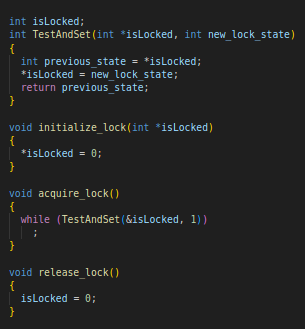 int isLocked;
int TestAndSet(int *isLocked, int new_lock_state)
{
int previous_state = *isLocked;
*isLocked = new_lock_state;
return previous_state;
}
void initialize_lock(int *isLocked)
{
*isLocked = 0;
}
void acquire_lock()
{
while (TestAndSet(&isLocked, 1))
;
}
void release_lock()
{
isLocked = 0;
}